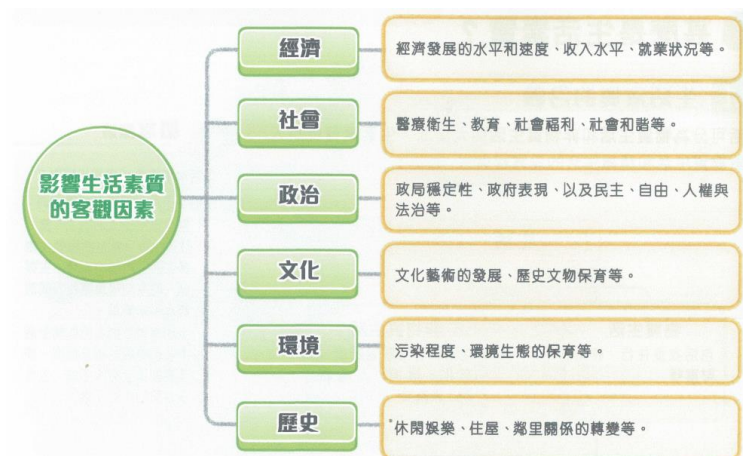 經濟
經濟發展的水平和速度、收入水平、就業狀況等。
社會
醫療衞生、教育、社會福利、社會和諧等。
影響生活素質
的客觀因素
政治
政局穩定性、政府表現、以及民主、自由、人權與
法治等。
文化
文化藝術的發展、歷史文物保育等。
環境
污染程度、環境生態的保育等。
歷史
休閒娛樂、住屋、鄰里關係的轉變等。